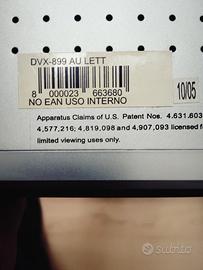 DVX-899 AU LETT
8 000023 663680
NO EAN USO INTERNO
10/05
Apparatus Claims of U.S. Patent Nos. 4.631.603
4,577,216; 4,819,098 and 4,907,093 licensed f
limited viewing uses only.
subito